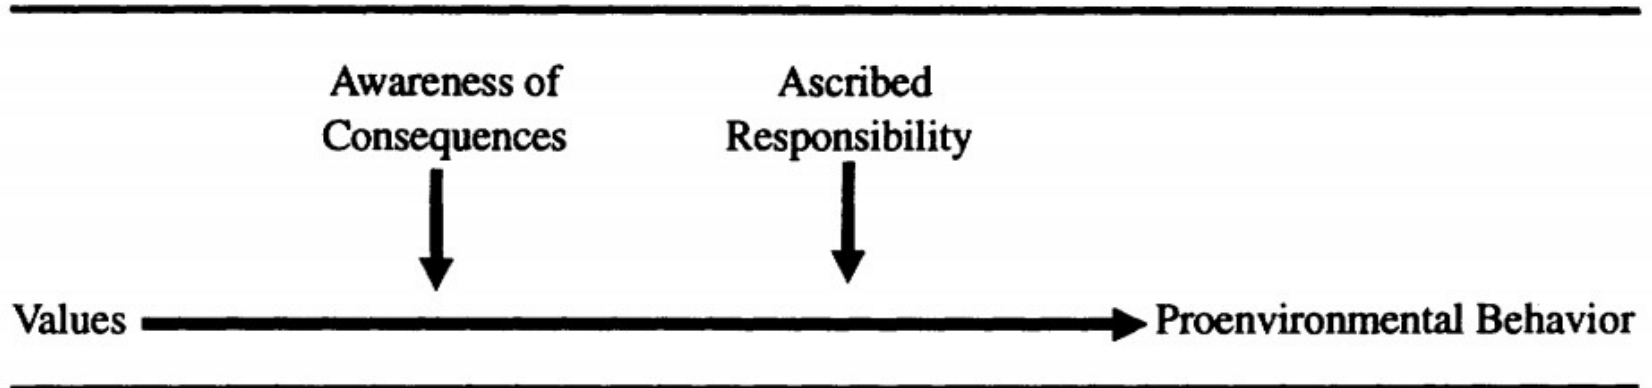 Awareness of
Consequences
Ascribed
Responsibility
Values
Proenvironmental Behavior